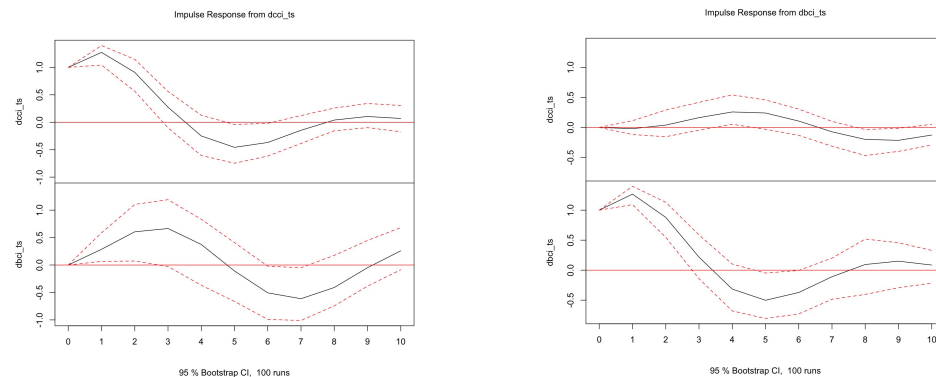 Impulse Response from dcci_ts
dcci_ts
1.0
0.5
0.0
-0.5
-1.0
dbci_ts
1.0
0.5
0.0
-0.5
-1.0
0 1 2 3 4 5 6 7 8 9 10
95 % Bootstrap CI, 100 runs
Impulse Response from dbci_ts
dcci_ts
1.0
0.5
0.0
-0.5
dbci_ts
1.0
0.5
0.0
-0.5
0 1 2 3 4 5 6 7 8 9 10
95 % Bootstrap CI, 100 runs